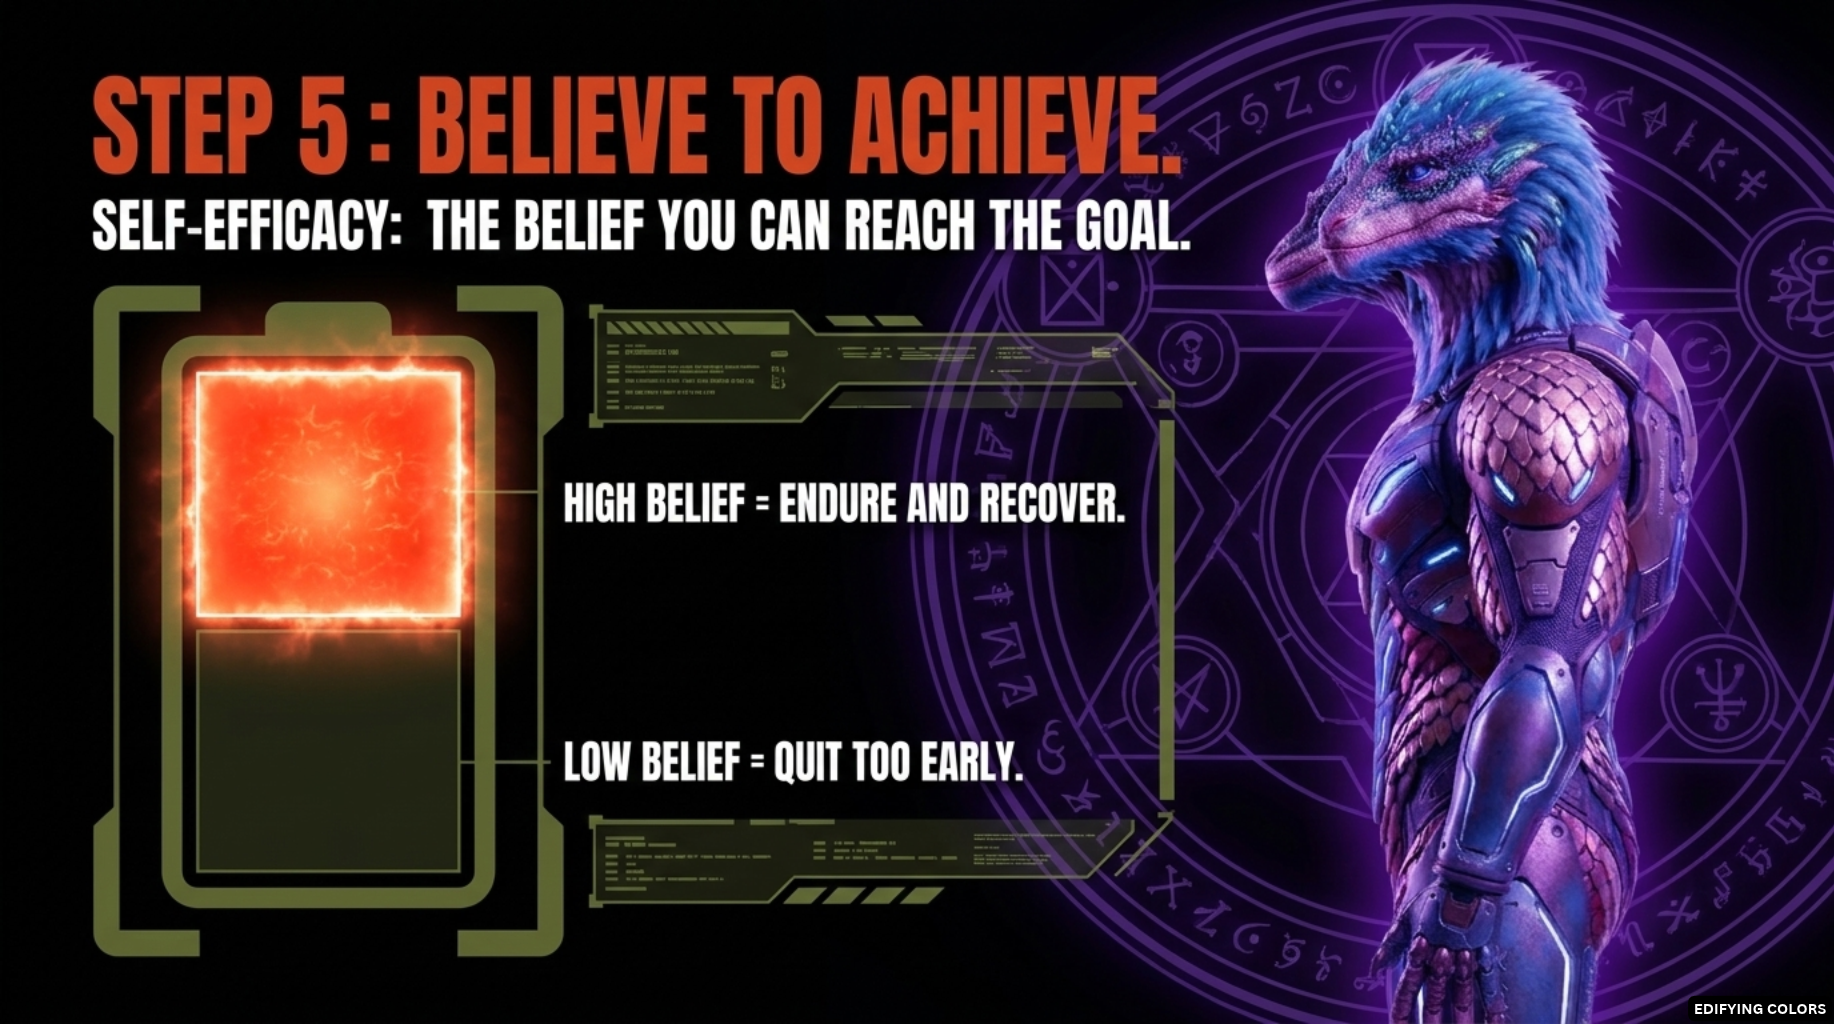 STEP 5 : BELIEVE TO ACHIEVE.
SELF-EFFICACY: THE BELIEF YOU CAN REACH THE GOAL.
HIGH BELIEF = ENDURE AND RECOVER.
LOW BELIEF = QUIT TOO EARLY.
EDIFYING COLORS